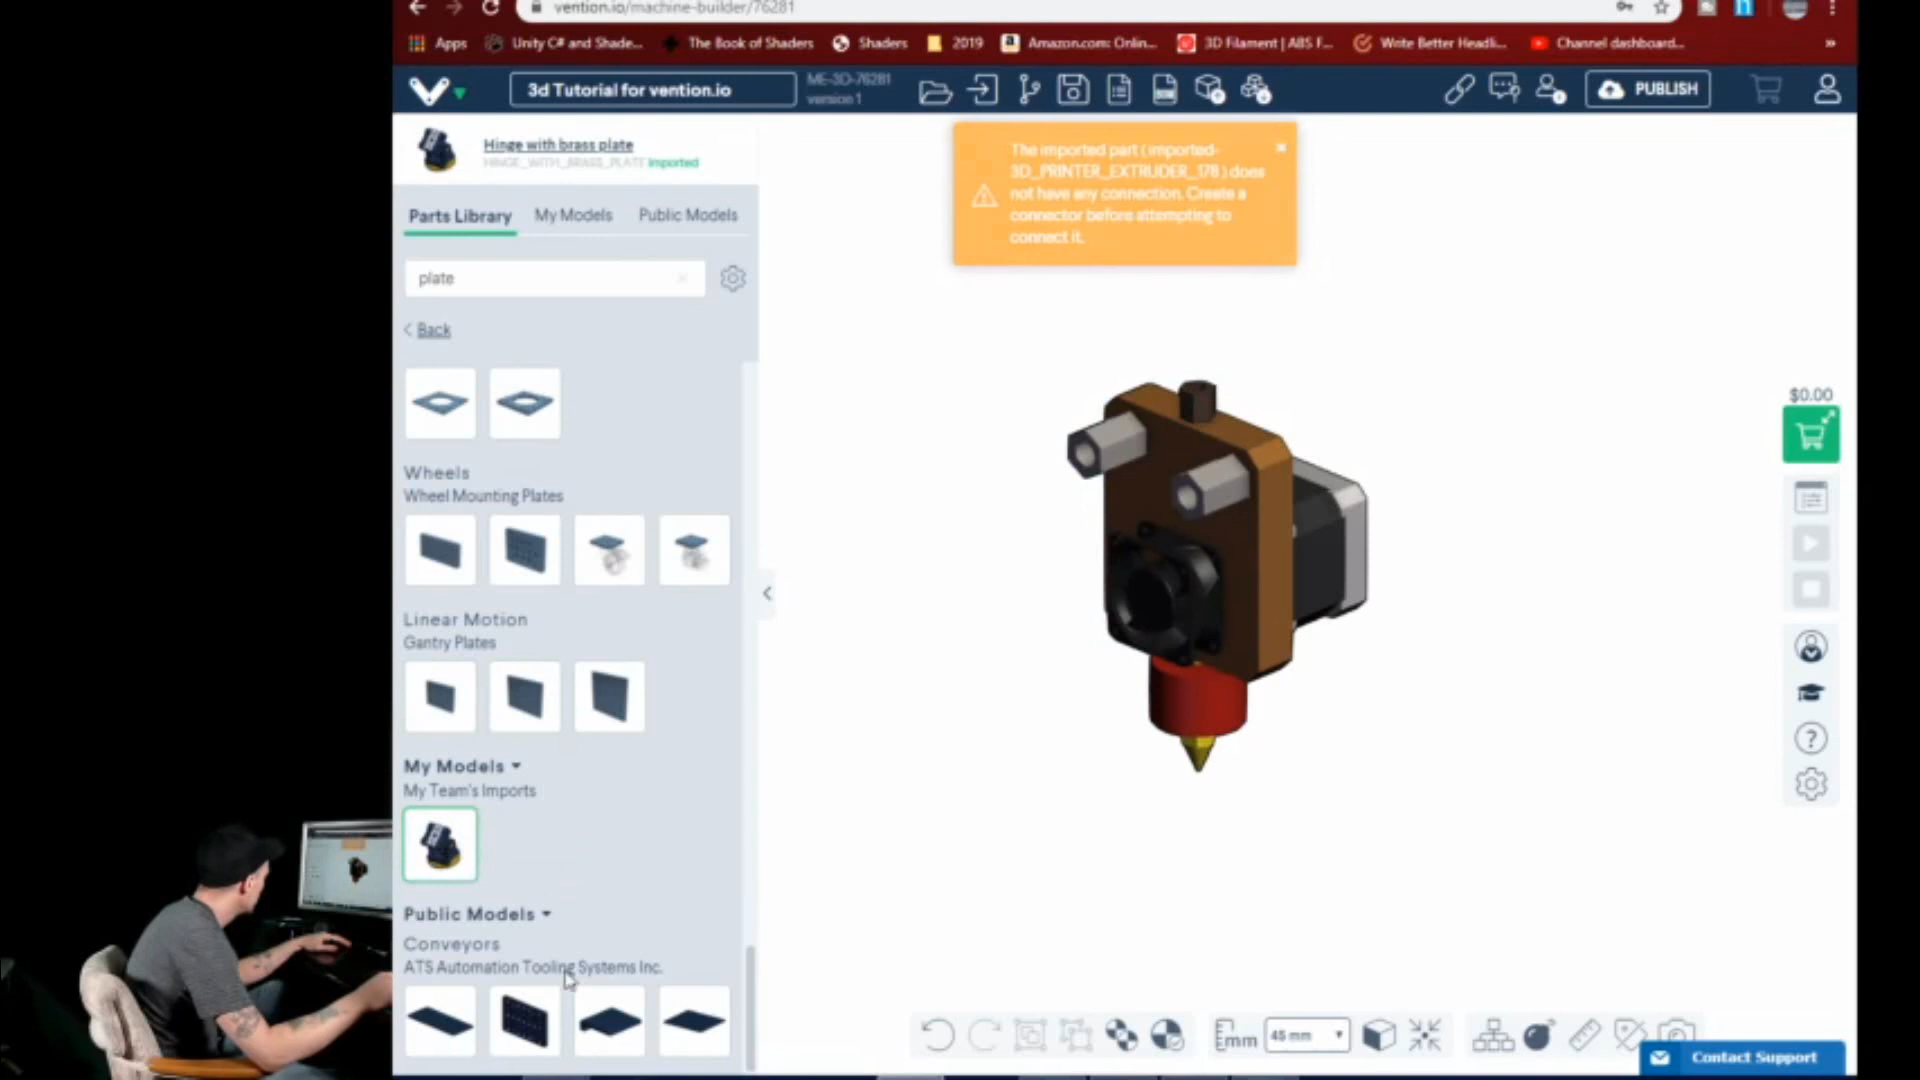 vention.io/machine-builder/76281
Apps
Unity C# and Shade...
The Book of Shaders
Shaders
2019
Amazon.com: Onlin...
3D Filament | ABS F...
Write Better Headli...
Channel dashboard...
3d Tutorial for vention.io
ME-3D-76281
version 1
PUBLISH
Hinge with brass plate
HINGE_WITH_BRASS_PLATE Imported
Parts Library
My Models
Public Models
plate
Back
Wheels
Wheel Mounting Plates
Linear Motion
Gantry Plates
My Models
My Team's Imports
Public Models
Conveyors
ATS Automation Tooling Systems Inc.
The imported part ( imported-
3D_PRINTER_EXTRUDER_178 ) does
not have any connection. Create a
connector before attempting to
connect it.
$0.00
mm
45 mm
Contact Support